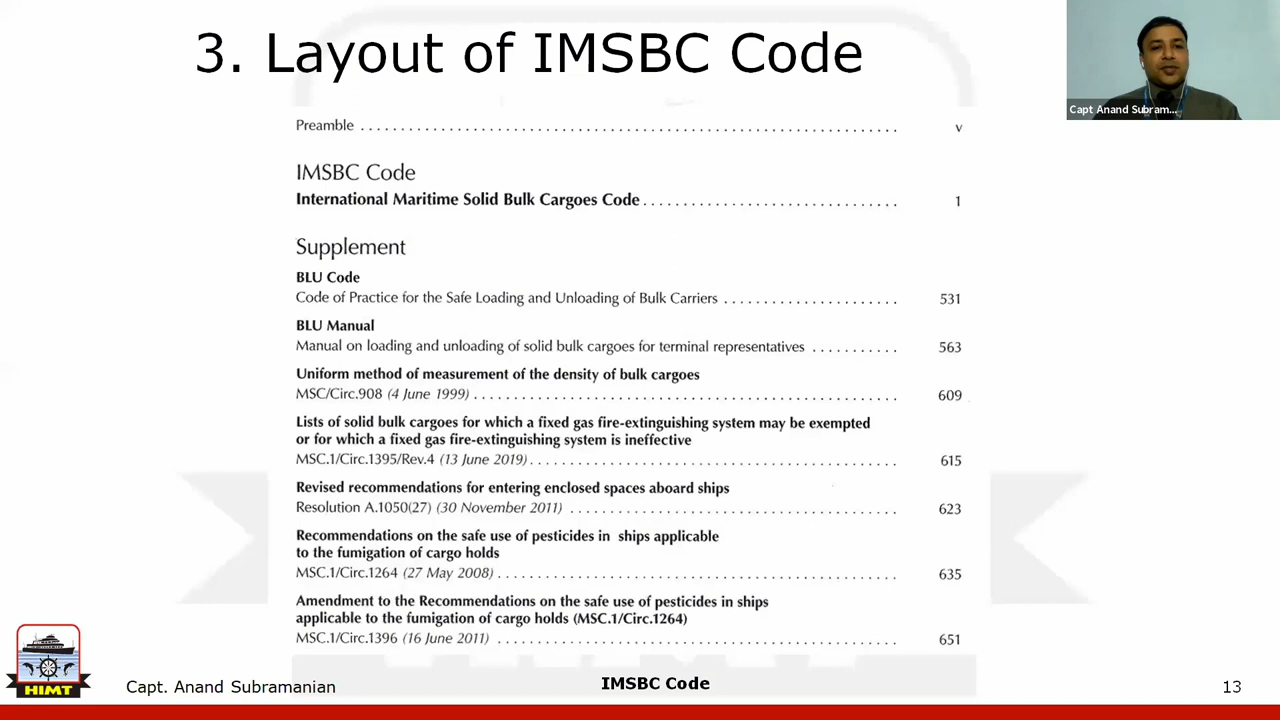 3. Layout of IMSBC Code
Capt Anand Subram...
Preamble ........................................ v
IMSBC Code
International Maritime Solid Bulk Cargoes Code ........................................ 1
Supplement
BLU Code
Code of Practice for the Safe Loading and Unloading of Bulk Carriers ...................... 531
BLU Manual
Manual on loading and unloading of solid bulk cargoes for terminal representatives ........... 563
Uniform method of measurement of the density of bulk cargoes
MSC/Circ.908 (4 June 1999) ........................................ 609
Lists of solid bulk cargoes for which a fixed gas fire-extinguishing system may be exempted
or for which a fixed gas fire-extinguishing system is ineffective
MSC.1/Circ.1395/Rev.4 (13 June 2019) ........................................ 615
Revised recommendations for entering enclosed spaces aboard ships
Resolution A.1050(27) (30 November 2011) ........................................ 623
Recommendations on the safe use of pesticides in ships applicable
to the fumigation of cargo holds
MSC.1/Circ.1264 (27 May 2008) ........................................ 635
Amendment to the Recommendations on the safe use of pesticides in ships
applicable to the fumigation of cargo holds (MSC.1/Circ.1264)
MSC.1/Circ.1396 (16 June 2011) ........................................ 651
HIMT
Capt. Anand Subramanian
IMSBC Code
13